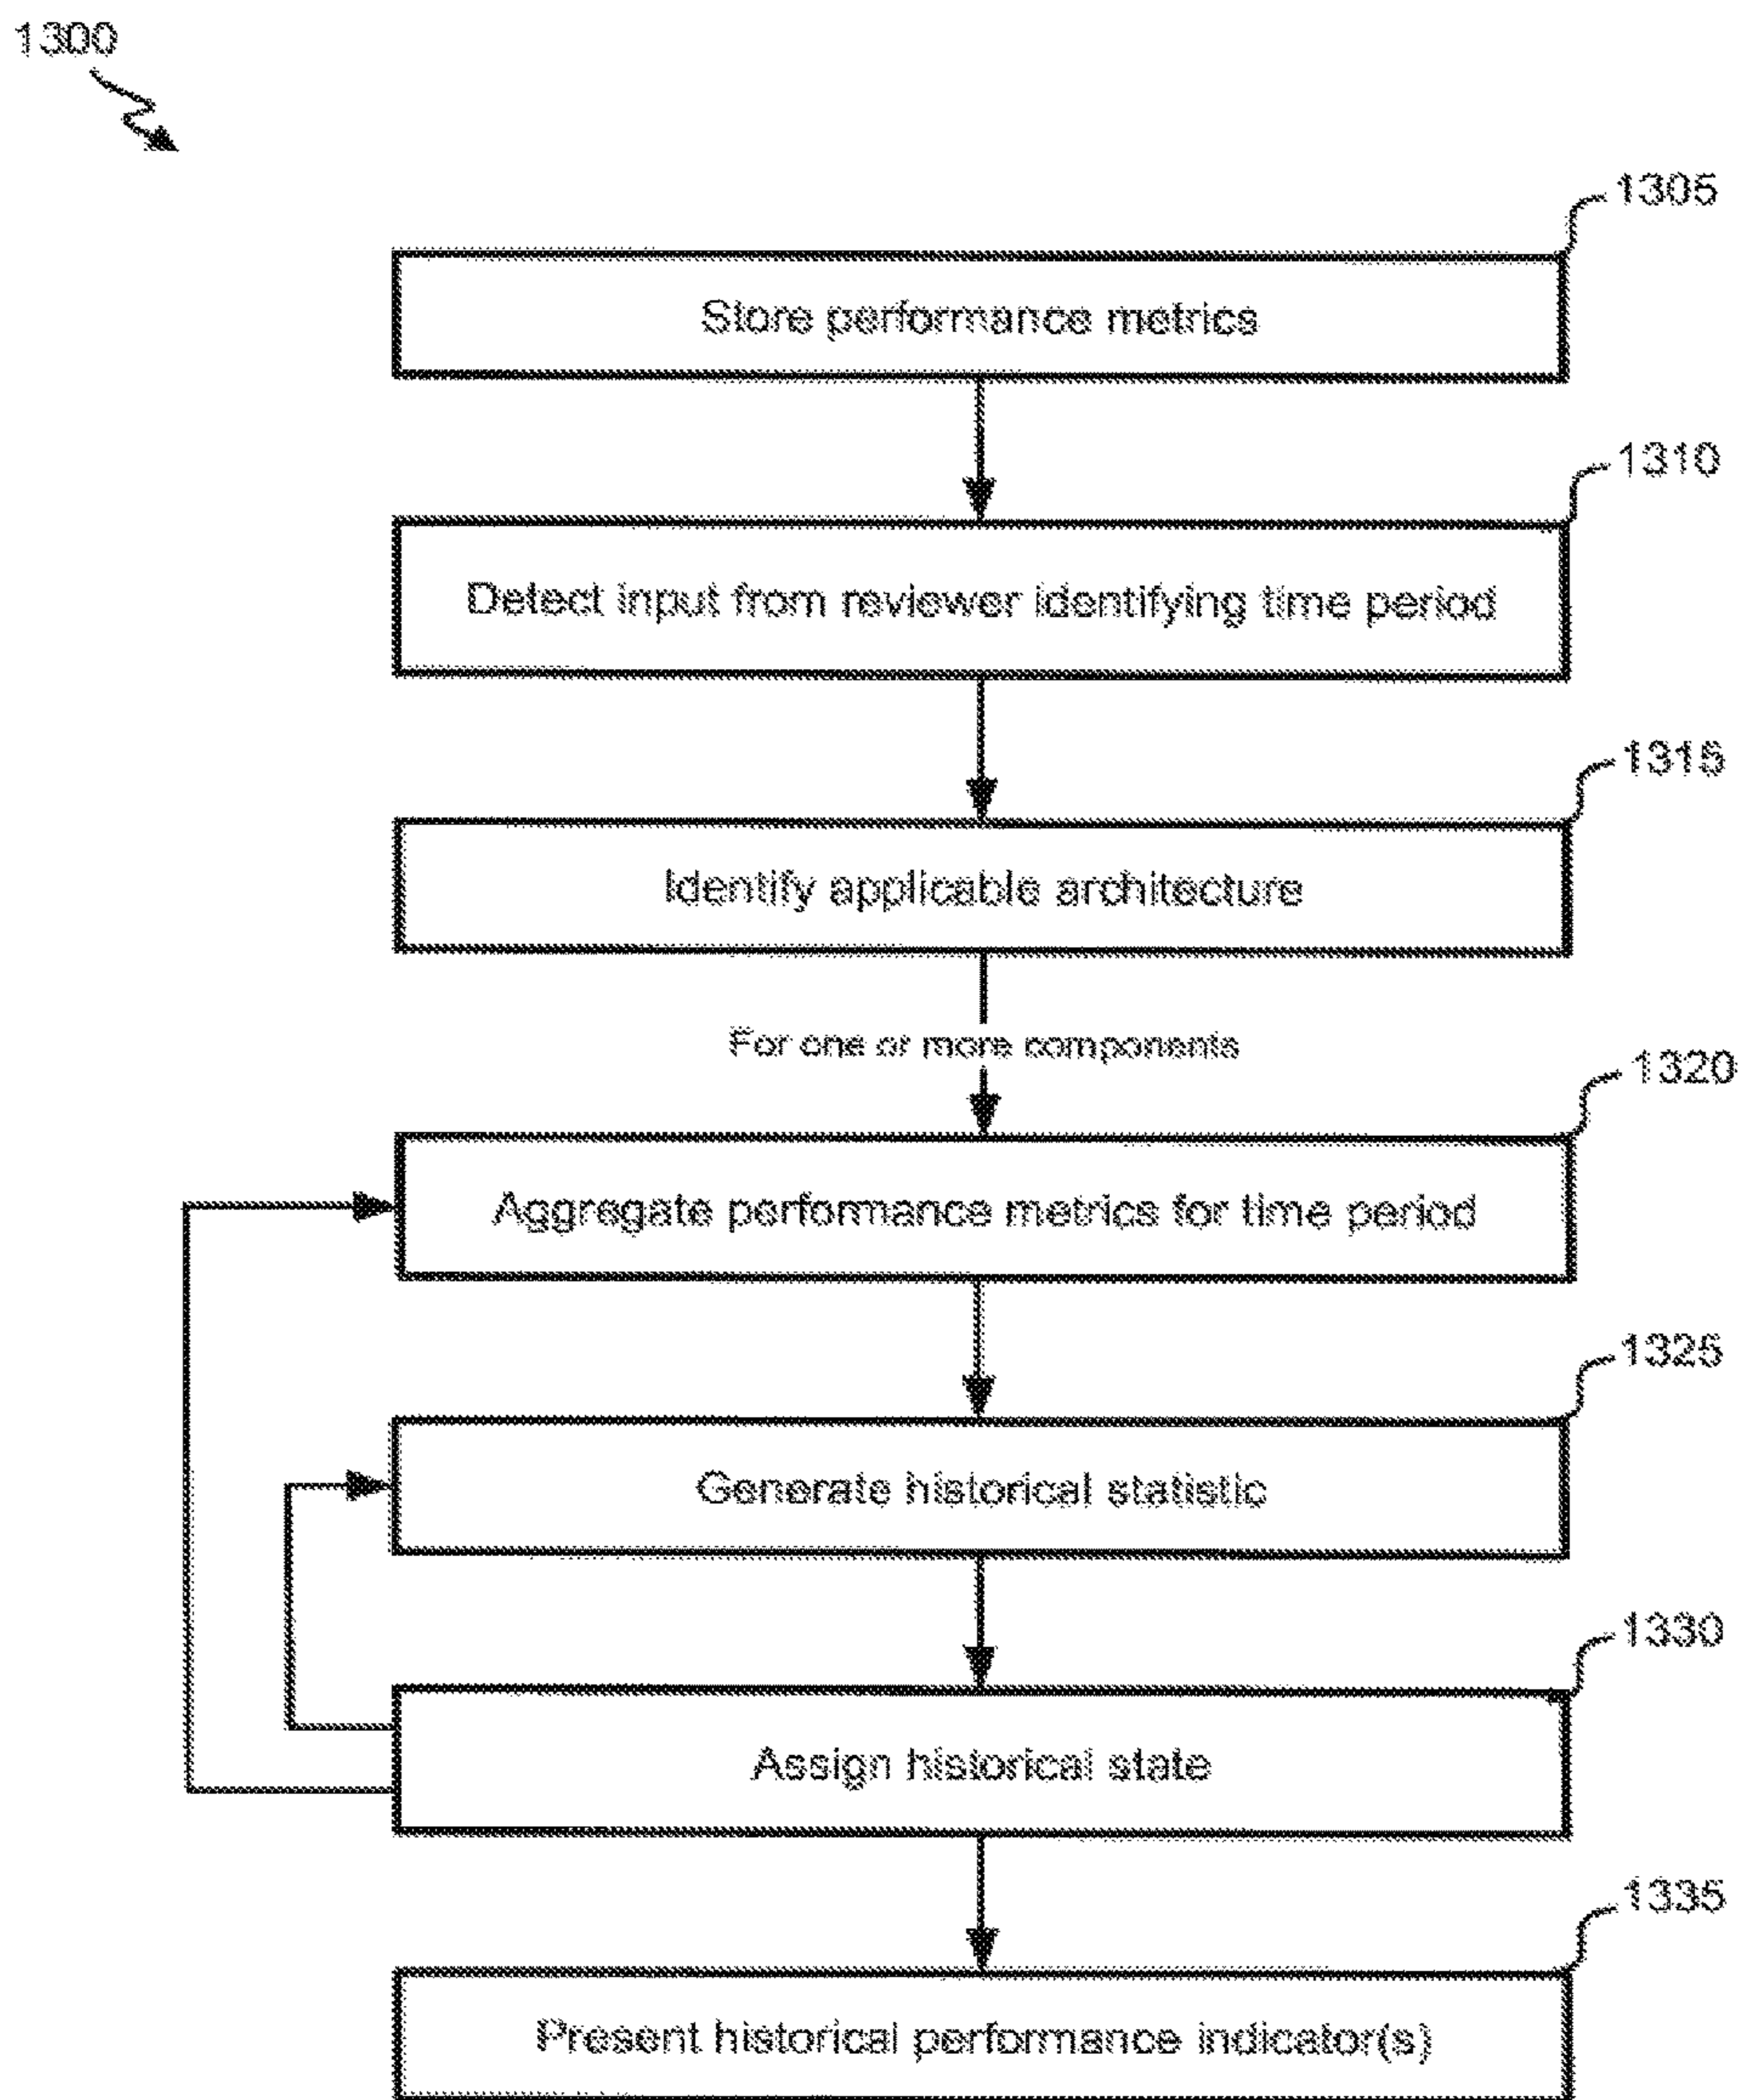 1300
1305
Store performance metrics
1310
Detect input from reviewer identifying time period
1315
Identify applicable architecture
For one or more components
1320
Aggregate performance metrics for time period
1325
Generate historical statistic
1330
Assign historical state
1335
Present historical performance indicator(s)